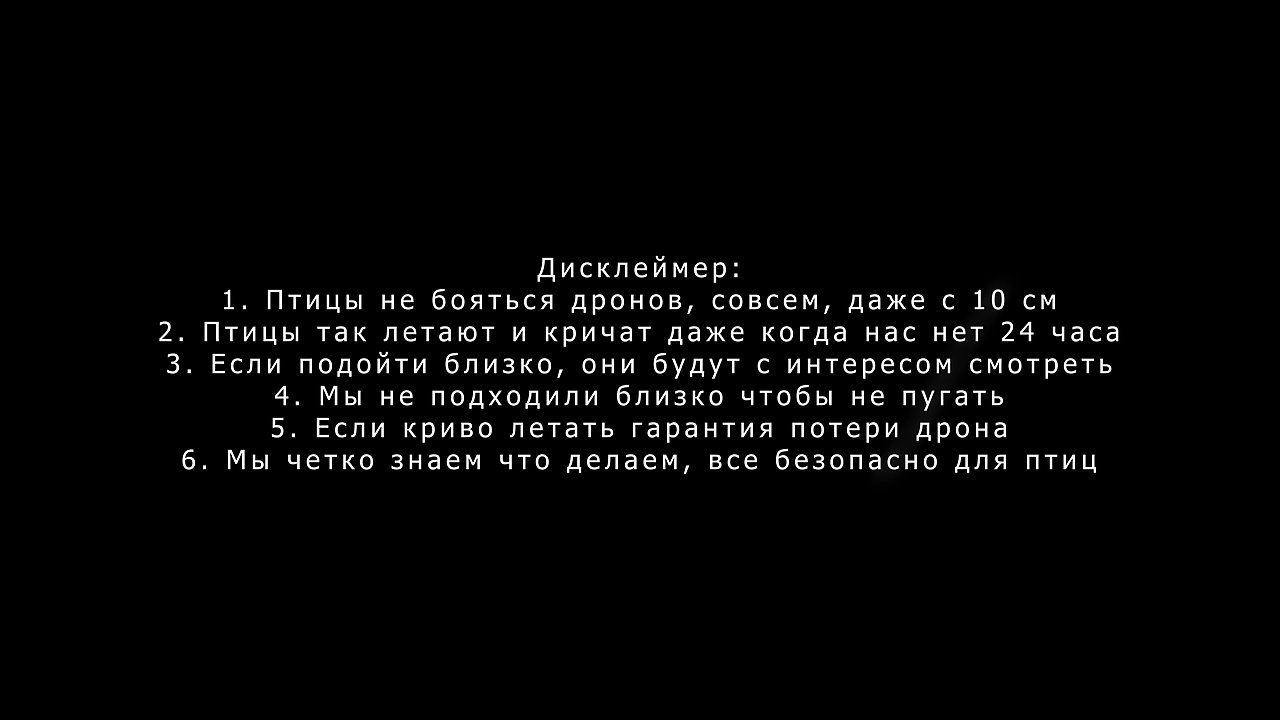 Дисклеймер:
1. Птицы не бояться дронов, совсем, даже с 10 см
2. Птицы так летают и кричат даже когда нас нет 24 часа
3. Если подойти близко, они будут с интересом смотреть
4. Мы не подходили близко чтобы не пугать
5. Если криво летать гарантия потери дрона
6. Мы четко знаем что делаем, все безопасно для птиц